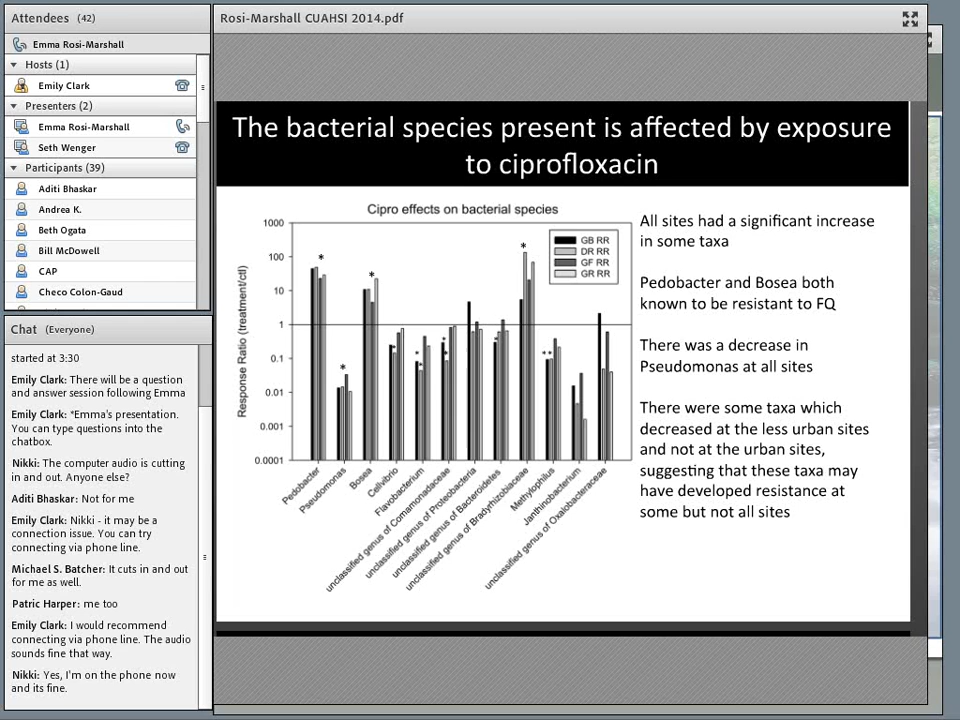 Attendees (42)
Emma Rosi-Marshall
Hosts (1)
Emily Clark
Presenters (2)
Emma Rosi-Marshall
Seth Wenger
Participants (39)
Aditi Bhaskar
Andrea K.
Beth Ogata
Bill McDowell
CAP
Checo Colon-Gaud
Chat (Everyone)
started at 3:30
Emily Clark: There will be a question
and answer session following Emma
Emily Clark: *Emma's presentation.
You can type questions into the
chatbox.
Nikki: The computer audio is cutting
in and out. Anyone else?
Aditi Bhaskar: Not for me
Emily Clark: Nikki - it may be a
connection issue. You can try
connecting via phone line.
Michael S. Batcher: It cuts in and out
for me as well.
Patric Harper: me too
Emily Clark: I would recommend
connecting via phone line. The audio
sounds fine that way.
Nikki: Yes, I'm on the phone now
and its fine.
Rosi-Marshall CUAHSI 2014.pdf
The bacterial species present is affected by exposure
to ciprofloxacin
Cipro effects on bacterial species
Response Ratio (treatment/ctl)
1000
100
10
1
0.1
0.01
0.001
0.0001
GB RR
DR RR
GF RR
GR RR
*
*
*
*
*
*
*
*
*
*
* *
*
Pedobacter
Pseudomonas
Bosea
Cellvibrio
Flavobacterium
unclassified genus of Comamonadaceae
unclassified genus of Proteobacteria
unclassified genus of Bacteroidetes
unclassified genus of Bradyrhizobiaceae
Methylophilus
Janthinobacterium
unclassified genus of Oxalobacteraceae
All sites had a significant increase
in some taxa
Pedobacter and Bosea both
known to be resistant to FQ
There was a decrease in
Pseudomonas at all sites
There were some taxa which
decreased at the less urban sites
and not at the urban sites,
suggesting that these taxa may
have developed resistance at
some but not all sites